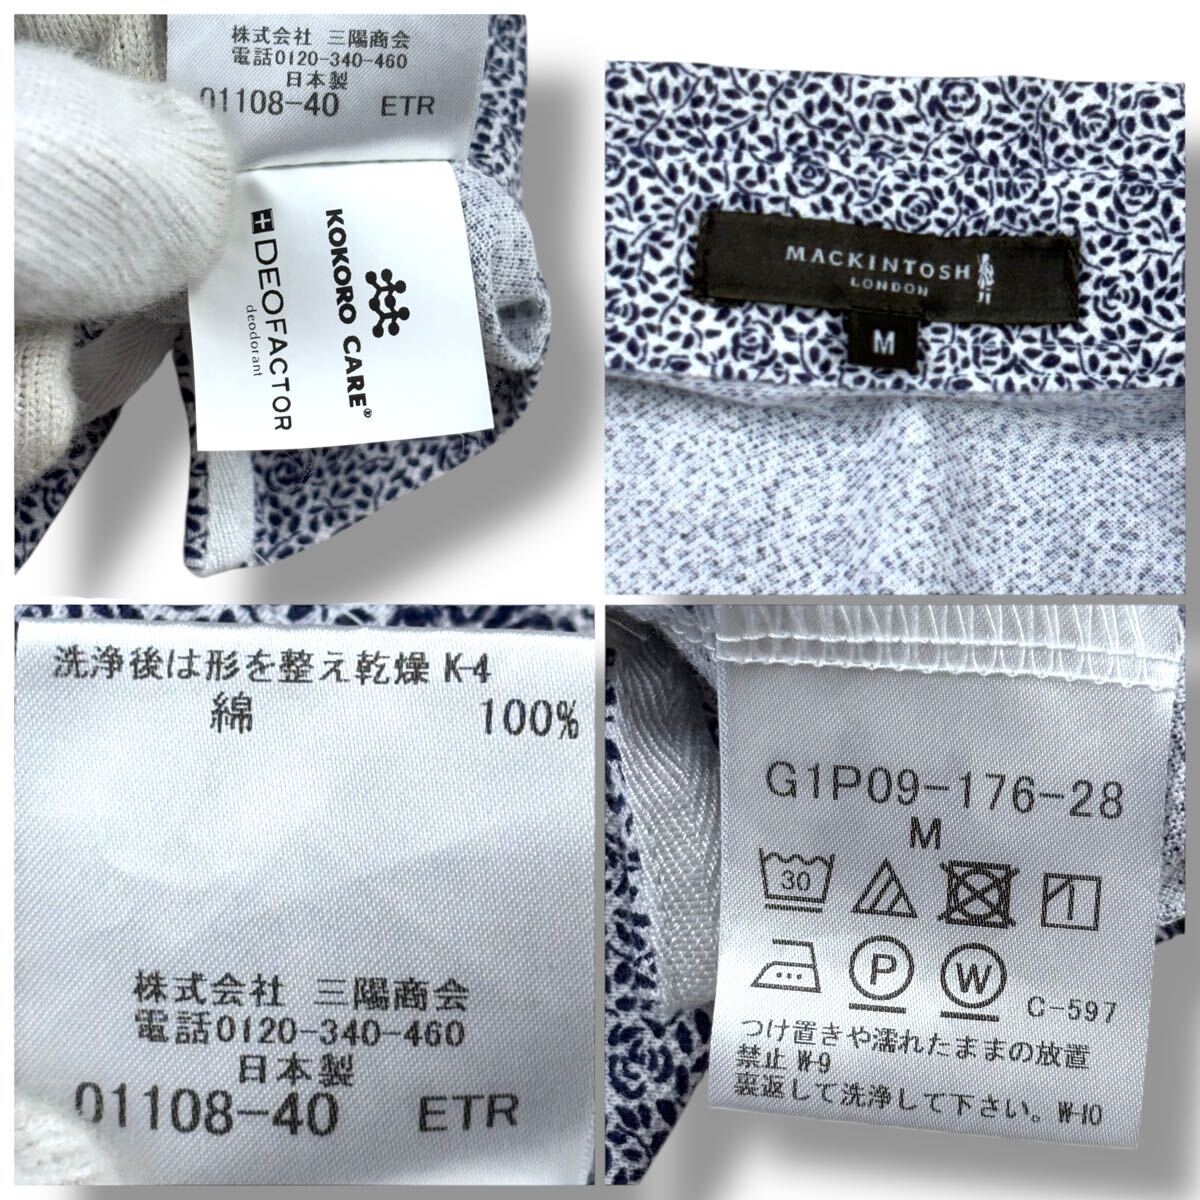 株式会社 三陽商会
電話0120-340-460
日本製
01108-40 ETR
KOKORO CARE®
DEOFACTOR
deodorant
MACKINTOSH
LONDON
M
洗浄後は形を整え乾燥 K-4
綿 100%
株式会社 三陽商会
電話0120-340-460
日本製
01108-40 ETR
G1P09-176-28
M
30
P W C-597
つけ置きや濡れたままの放置
禁止 W-9
裏返して洗浄して下さい。W-10